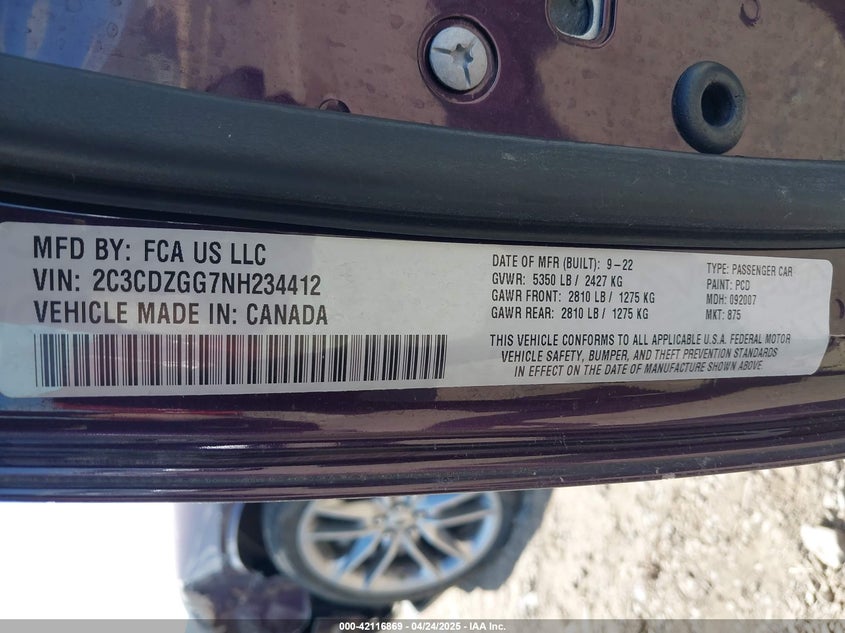 MFD BY: FCA US LLC
VIN: 2C3CDZGG7NH234412
VEHICLE MADE IN: CANADA
DATE OF MFR (BUILT): 9-22
GVWR: 5350 LB / 2427 KG
GAWR FRONT: 2810 LB / 1275 KG
GAWR REAR: 2810 LB / 1275 KG
TYPE: PASSENGER CAR
PAINT: PCD
MDH: 092007
MKT: 875
THIS VEHICLE CONFORMS TO ALL APPLICABLE U.S.A. FEDERAL MOTOR
VEHICLE SAFETY, BUMPER, AND THEFT PREVENTION STANDARDS
IN EFFECT ON THE DATE OF MANUFACTURE SHOWN ABOVE.
000-42116869 - 04/24/2025 - IAA Inc.